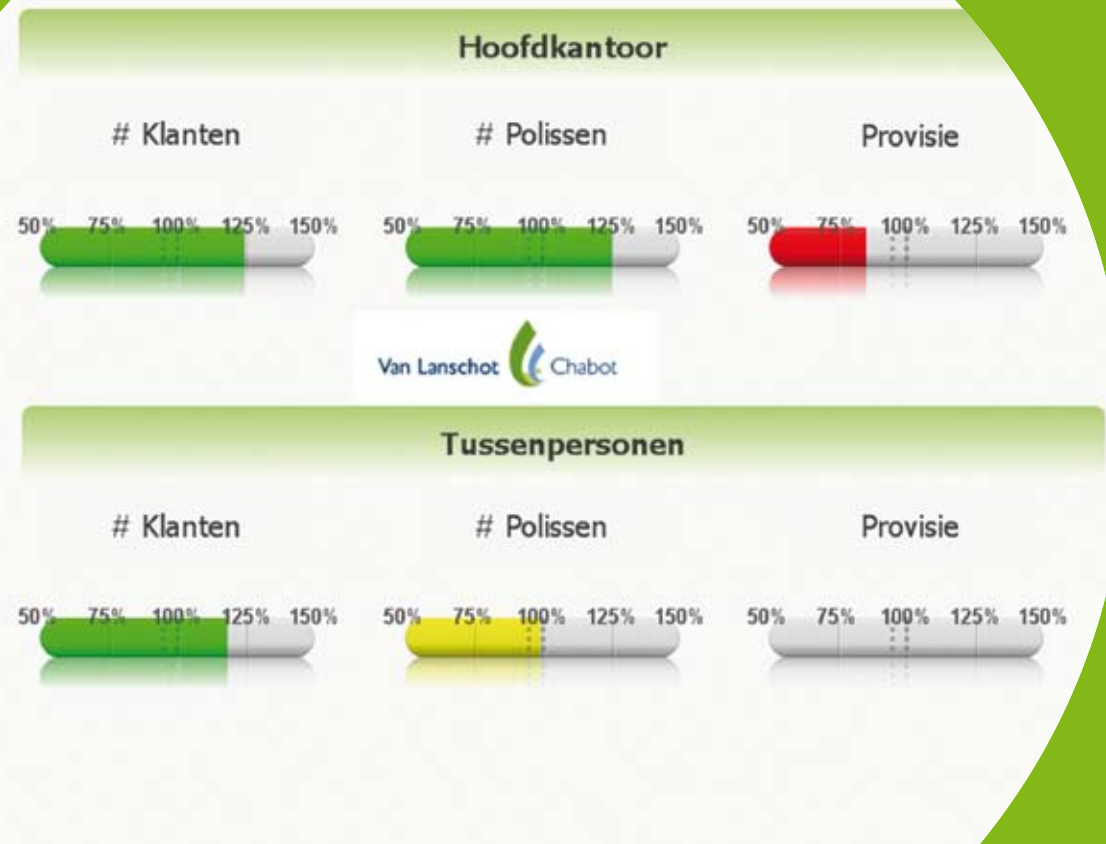 Hoofdkantoor
# Klanten # Polissen Provisie
50% 75% 100% 125% 150% 50% 75% 100% 125% 150% 50% 75% 100% 125% 150%
Van Lanschot Chabot
Tussenpersonen
# Klanten # Polissen Provisie
50% 75% 100% 125% 150% 50% 75% 100% 125% 150% 50% 75% 100% 125% 150%